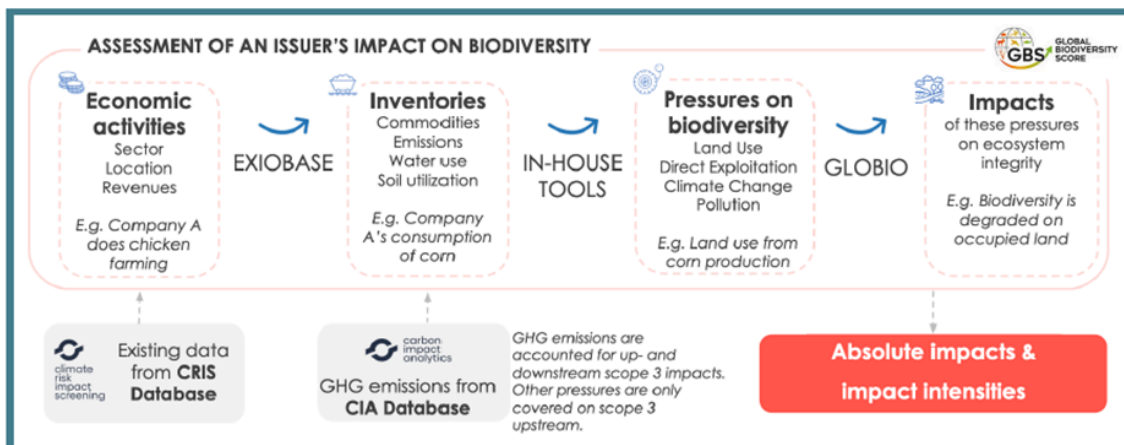 ASSESSMENT OF AN ISSUER'S IMPACT ON BIODIVERSITY
GBS
GLOBAL
BIODIVERSITY
SCORE
Economic
activities
Sector
Location
Revenues
E.g. Company A
does chicken
farming
EXIOBASE
Inventories
Commodities
Emissions
Water use
Soil utilization
E.g. Company
A's consumption
of corn
IN-HOUSE
TOOLS
Pressures on
biodiversity
Land Use
Direct Exploitation
Climate Change
Pollution
E.g. Land use from
corn production
GLOBIO
Impacts
of these pressures
on ecosystem
integrity
E.g. Biodiversity is
degraded on
occupied land
climate
risk
impact
screening
Existing data
from CRIS
Database
carbon
impact
analytics
GHG emissions from
CIA Database
GHG emissions are
accounted for up- and
downstream scope 3 impacts.
Other pressures are only
covered on scope 3
upstream.
Absolute impacts &
impact intensities